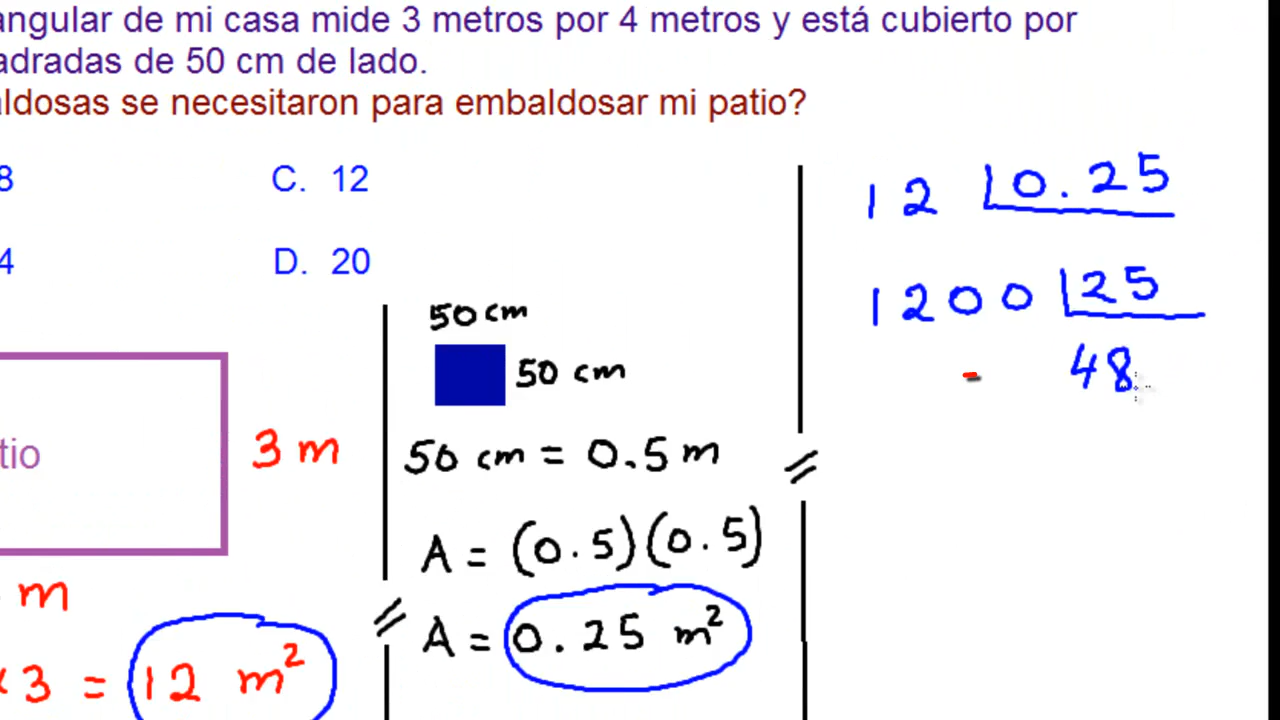 angular de mi casa mide 3 metros por 4 metros y está cubierto por
adradas de 50 cm de lado.
aldosas se necesitaron para embaldosar mi patio?
8
C. 12
4
D. 20
tio
3 m
m
× 3 = 12 m²
50 cm
50 cm
50 cm = 0.5 m
A = (0.5)(0.5)
A = 0.25 m²
12 0.25
1200 25
- 48